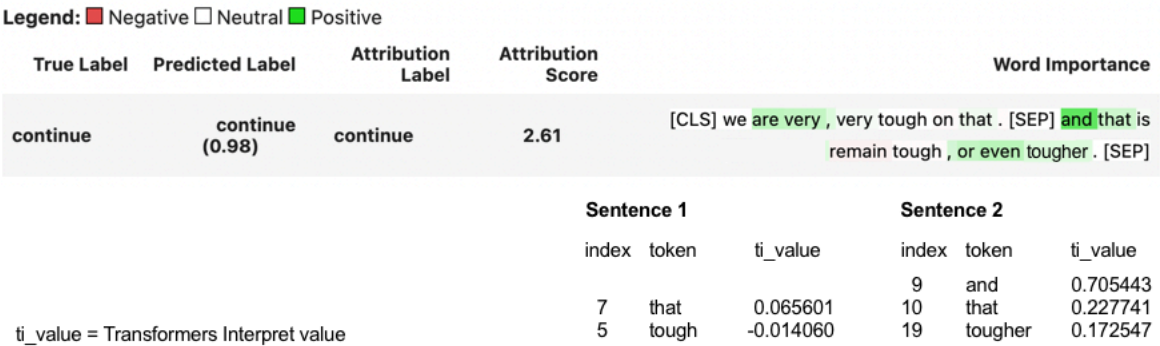 Legend: Negative Neutral Positive
True Label Predicted Label Attribution Label Attribution Score Word Importance
continue continue (0.98) continue 2.61 [CLS] we are very , very tough on that . [SEP] and that is
remain tough , or even tougher . [SEP]
Sentence 1 Sentence 2
index token ti_value index token ti_value
9 and 0.705443
7 that 0.065601 10 that 0.227741
ti_value = Transformers Interpret value 5 tough -0.014060 19 tougher 0.172547